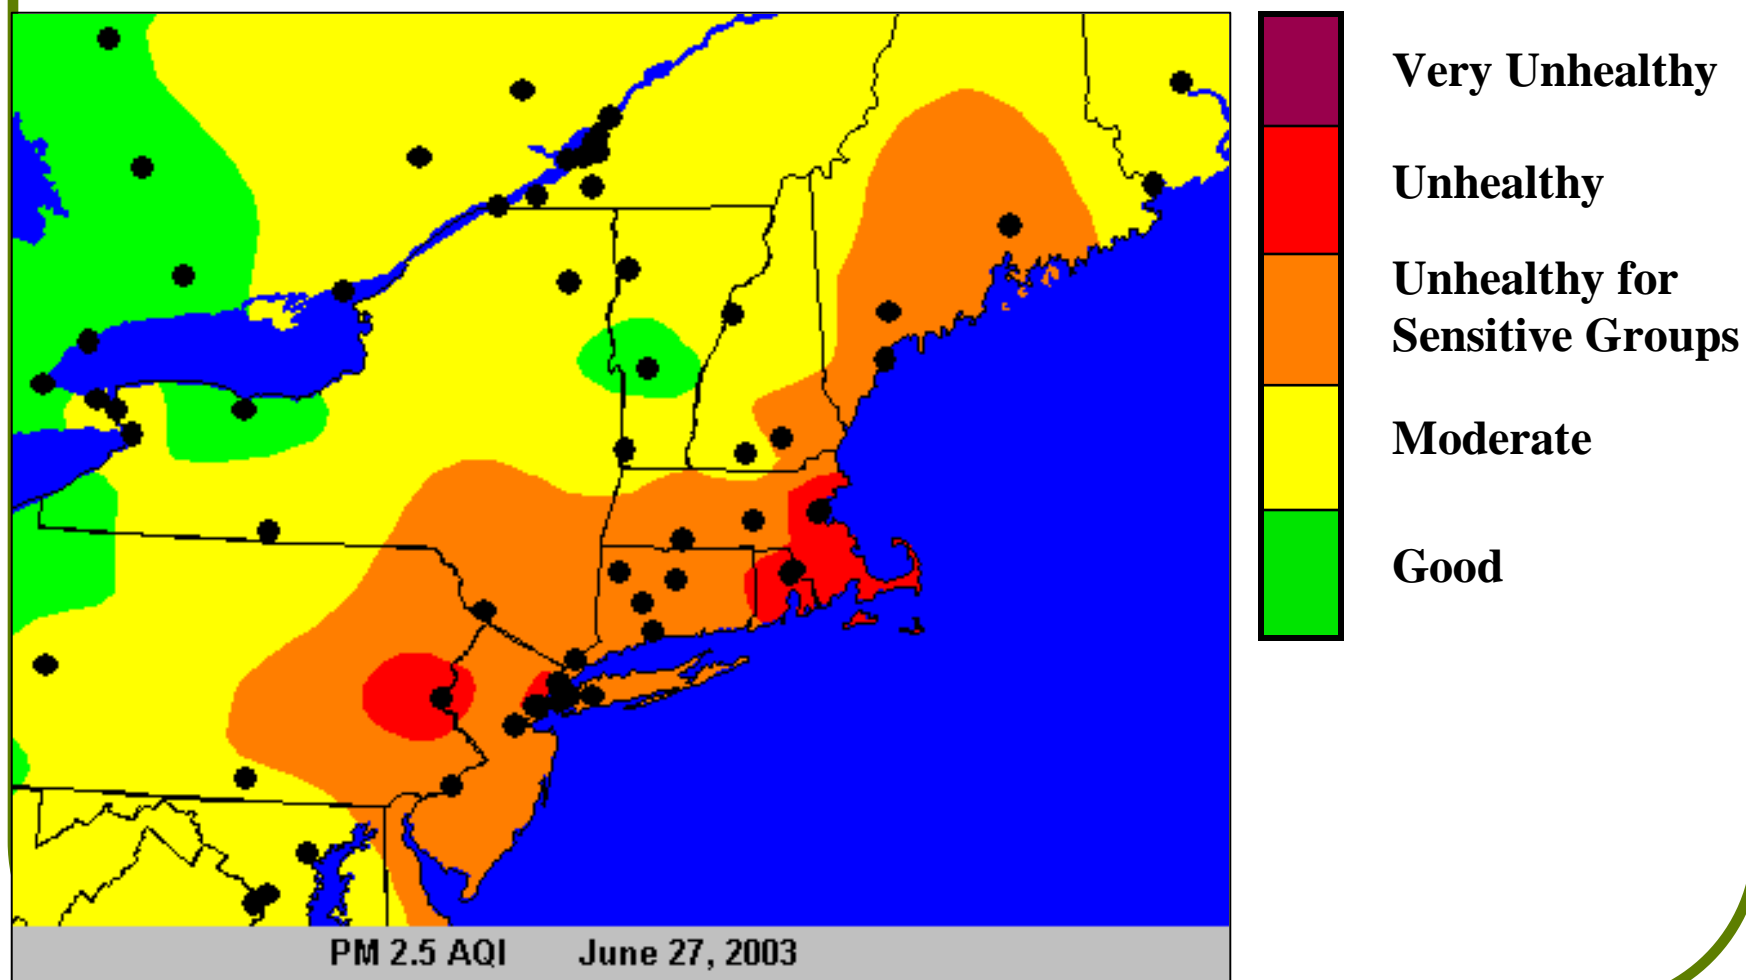 Very Unhealthy
Unhealthy
Unhealthy for
Sensitive Groups
Moderate
Good
PM 2.5 AQI June 27, 2003